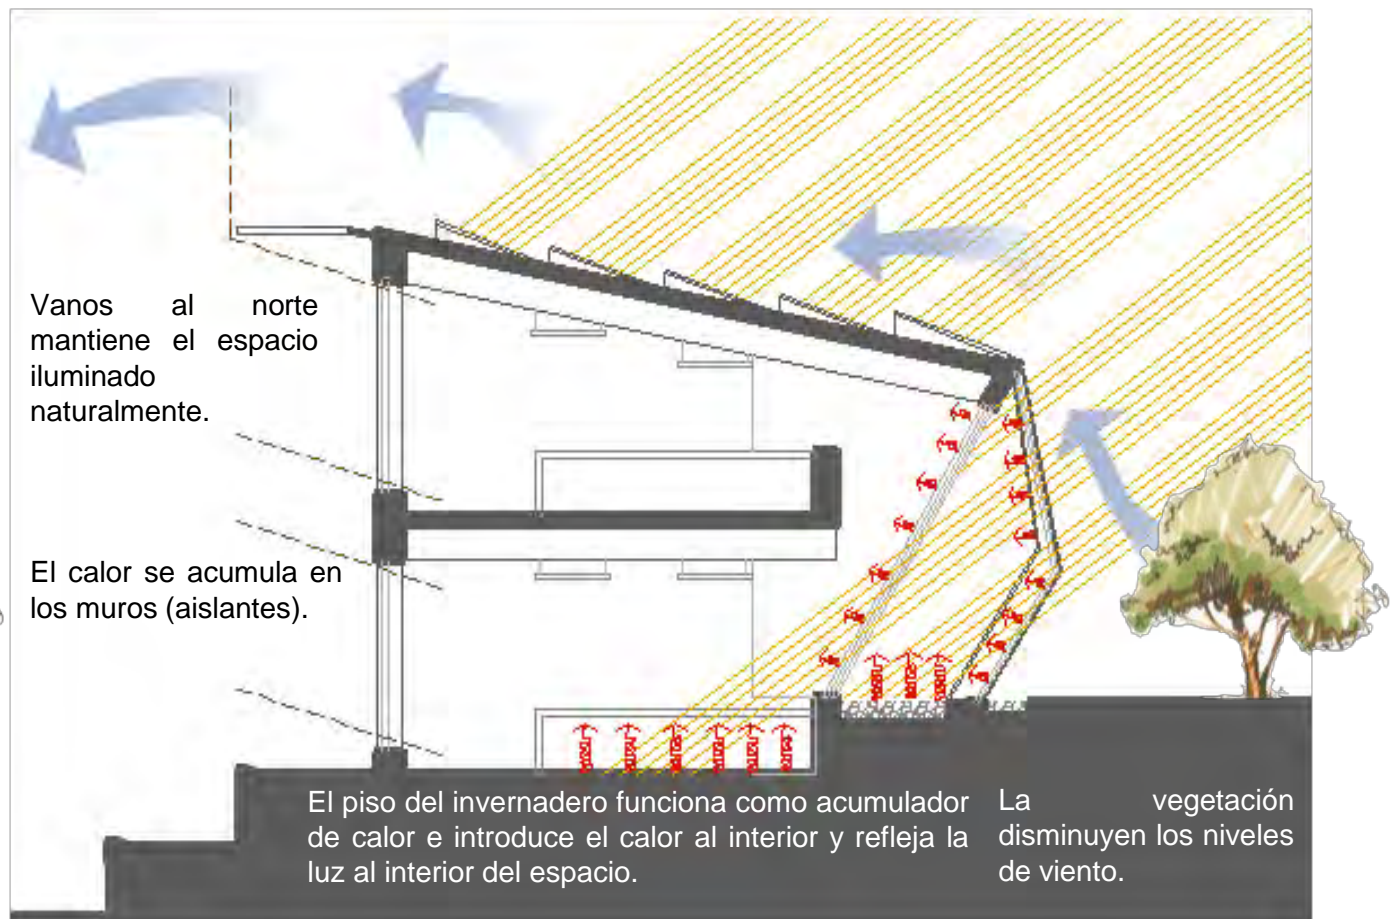 Vanos al norte
mantiene el espacio
iluminado
naturalmente.
El calor se acumula en
los muros (aislantes).
El piso del invernadero funciona como acumulador
de calor e introduce el calor al interior y refleja la
luz al interior del espacio.
La vegetación
disminuyen los niveles
de viento.